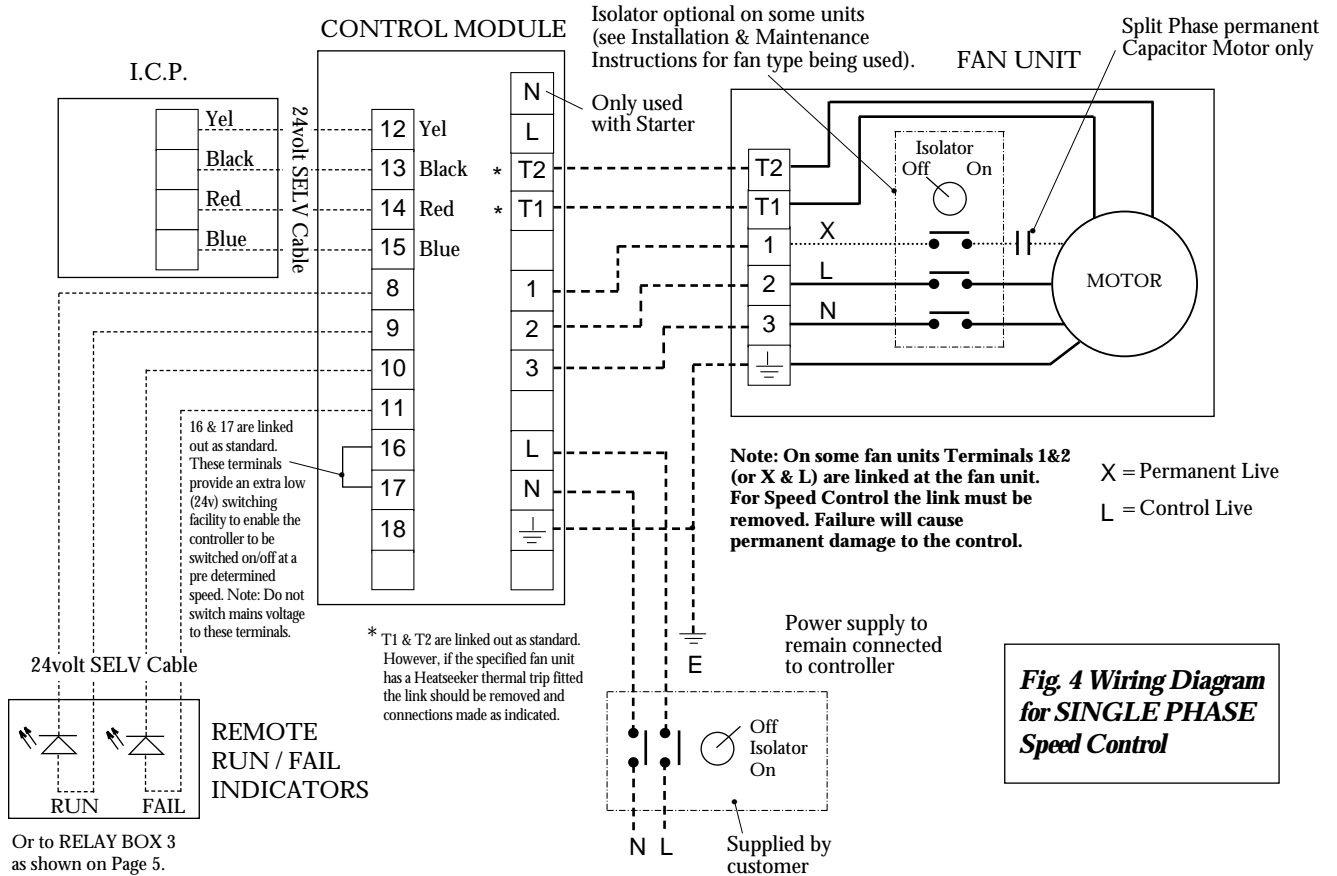 CONTROL MODULE
Isolator optional on some units
(see Installation & Maintenance
Instructions for fan type being used).
Split Phase permanent
Capacitor Motor only
FAN UNIT
I.C.P.
Yel
Black
Red
Blue
24volt SELV Cable
12 Yel
13 Black
14 Red
15 Blue
8
9
10
11
16
17
18
N
L
* T2
* T1
1
2
3
L
N
Only used
with Starter
T2
T1
1
2
3
Isolator
Off On
X
L
N
MOTOR
16 & 17 are linked
out as standard.
These terminals
provide an extra low
(24v) switching
facility to enable the
controller to be
switched on/off at a
pre determined
speed. Note: Do not
switch mains voltage
to these terminals.
Note: On some fan units Terminals 1&2
(or X & L) are linked at the fan unit.
For Speed Control the link must be
removed. Failure will cause
permanent damage to the control.
X = Permanent Live
L = Control Live
* T1 & T2 are linked out as standard.
However, if the specified fan unit
has a Heatseeker thermal trip fitted
the link should be removed and
connections made as indicated.
E
Power supply to
remain connected
to controller
24volt SELV Cable
REMOTE
RUN / FAIL
INDICATORS
RUN FAIL
Off
Isolator
On
N L
Supplied by
customer
Fig. 4 Wiring Diagram
for SINGLE PHASE
Speed Control
Or to RELAY BOX 3
as shown on Page 5.